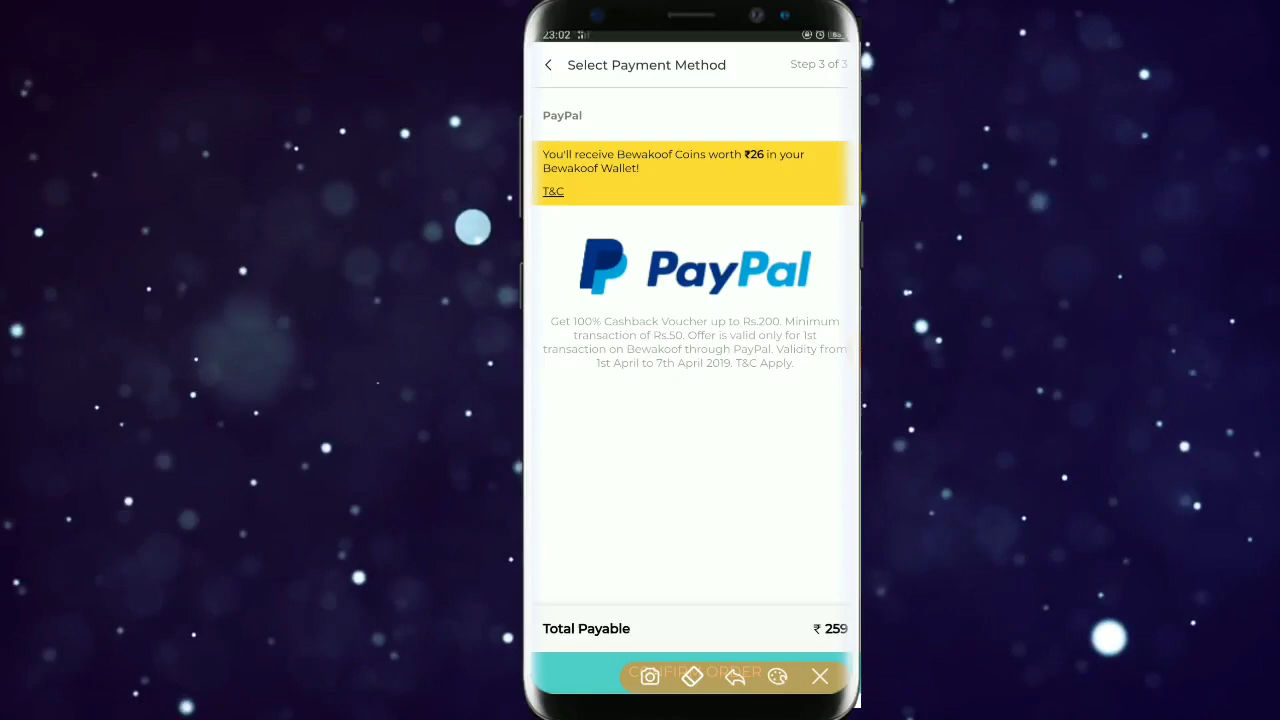 23:02
Select Payment Method
Step 3 of 3
PayPal
You'll receive Bewakoof Coins worth ₹26 in your
Bewakoof Wallet!
T&C
PayPal
Get 100% Cashback Voucher up to Rs.200. Minimum
transaction of Rs.50. Offer is valid only for 1st
transaction on Bewakoof through PayPal. Validity from
1st April to 7th April 2019. T&C Apply.
Total Payable
₹ 259
CONFIRM ORDER